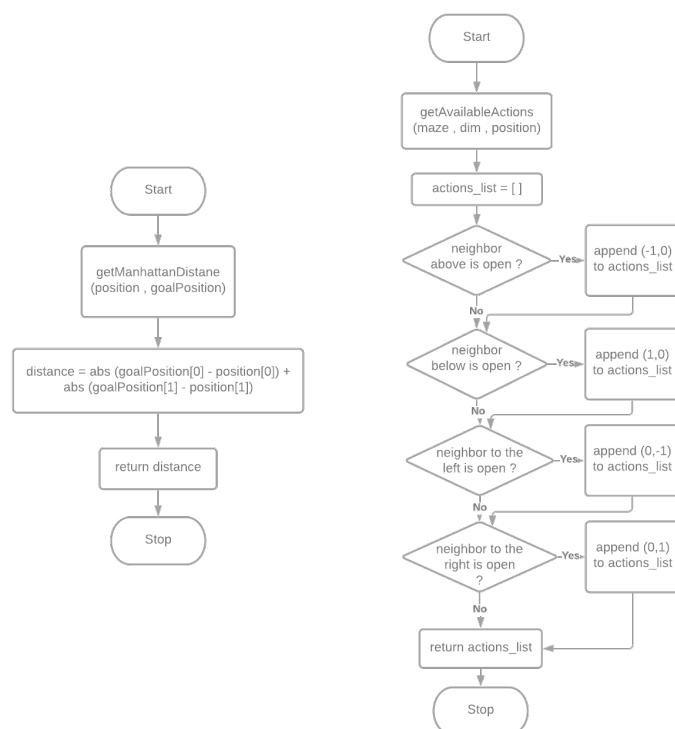 Start
getManhattanDistane
(position , goalPosition)
distance = abs (goalPosition[0] - position[0]) +
abs (goalPosition[1] - position[1])
return distance
Stop
Start
getAvailableActions
(maze , dim , position)
actions_list = [ ]
neighbor
above is open ?
Yes
append (-1,0)
to actions_list
No
neighbor
below is open ?
Yes
append (1,0)
to actions_list
No
neighbor to the
left is open ?
Yes
append (0,-1)
to actions_list
No
neighbor to the
right is open
?
Yes
append (0,1)
to actions_list
No
return actions_list
Stop